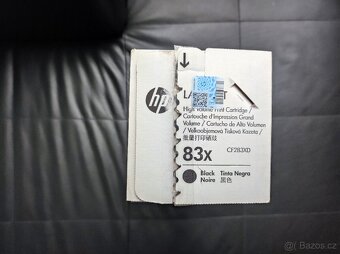 hp
High Volume Print Cartridge /
Cartouche d'Impression Grand
Volume / Cartucho de Alto Volumen
/ Velkoobjemová Tisková Kazeta /
83x
CF283XD
Black Tinta Negra
Noire 黑色
Bazos.cz